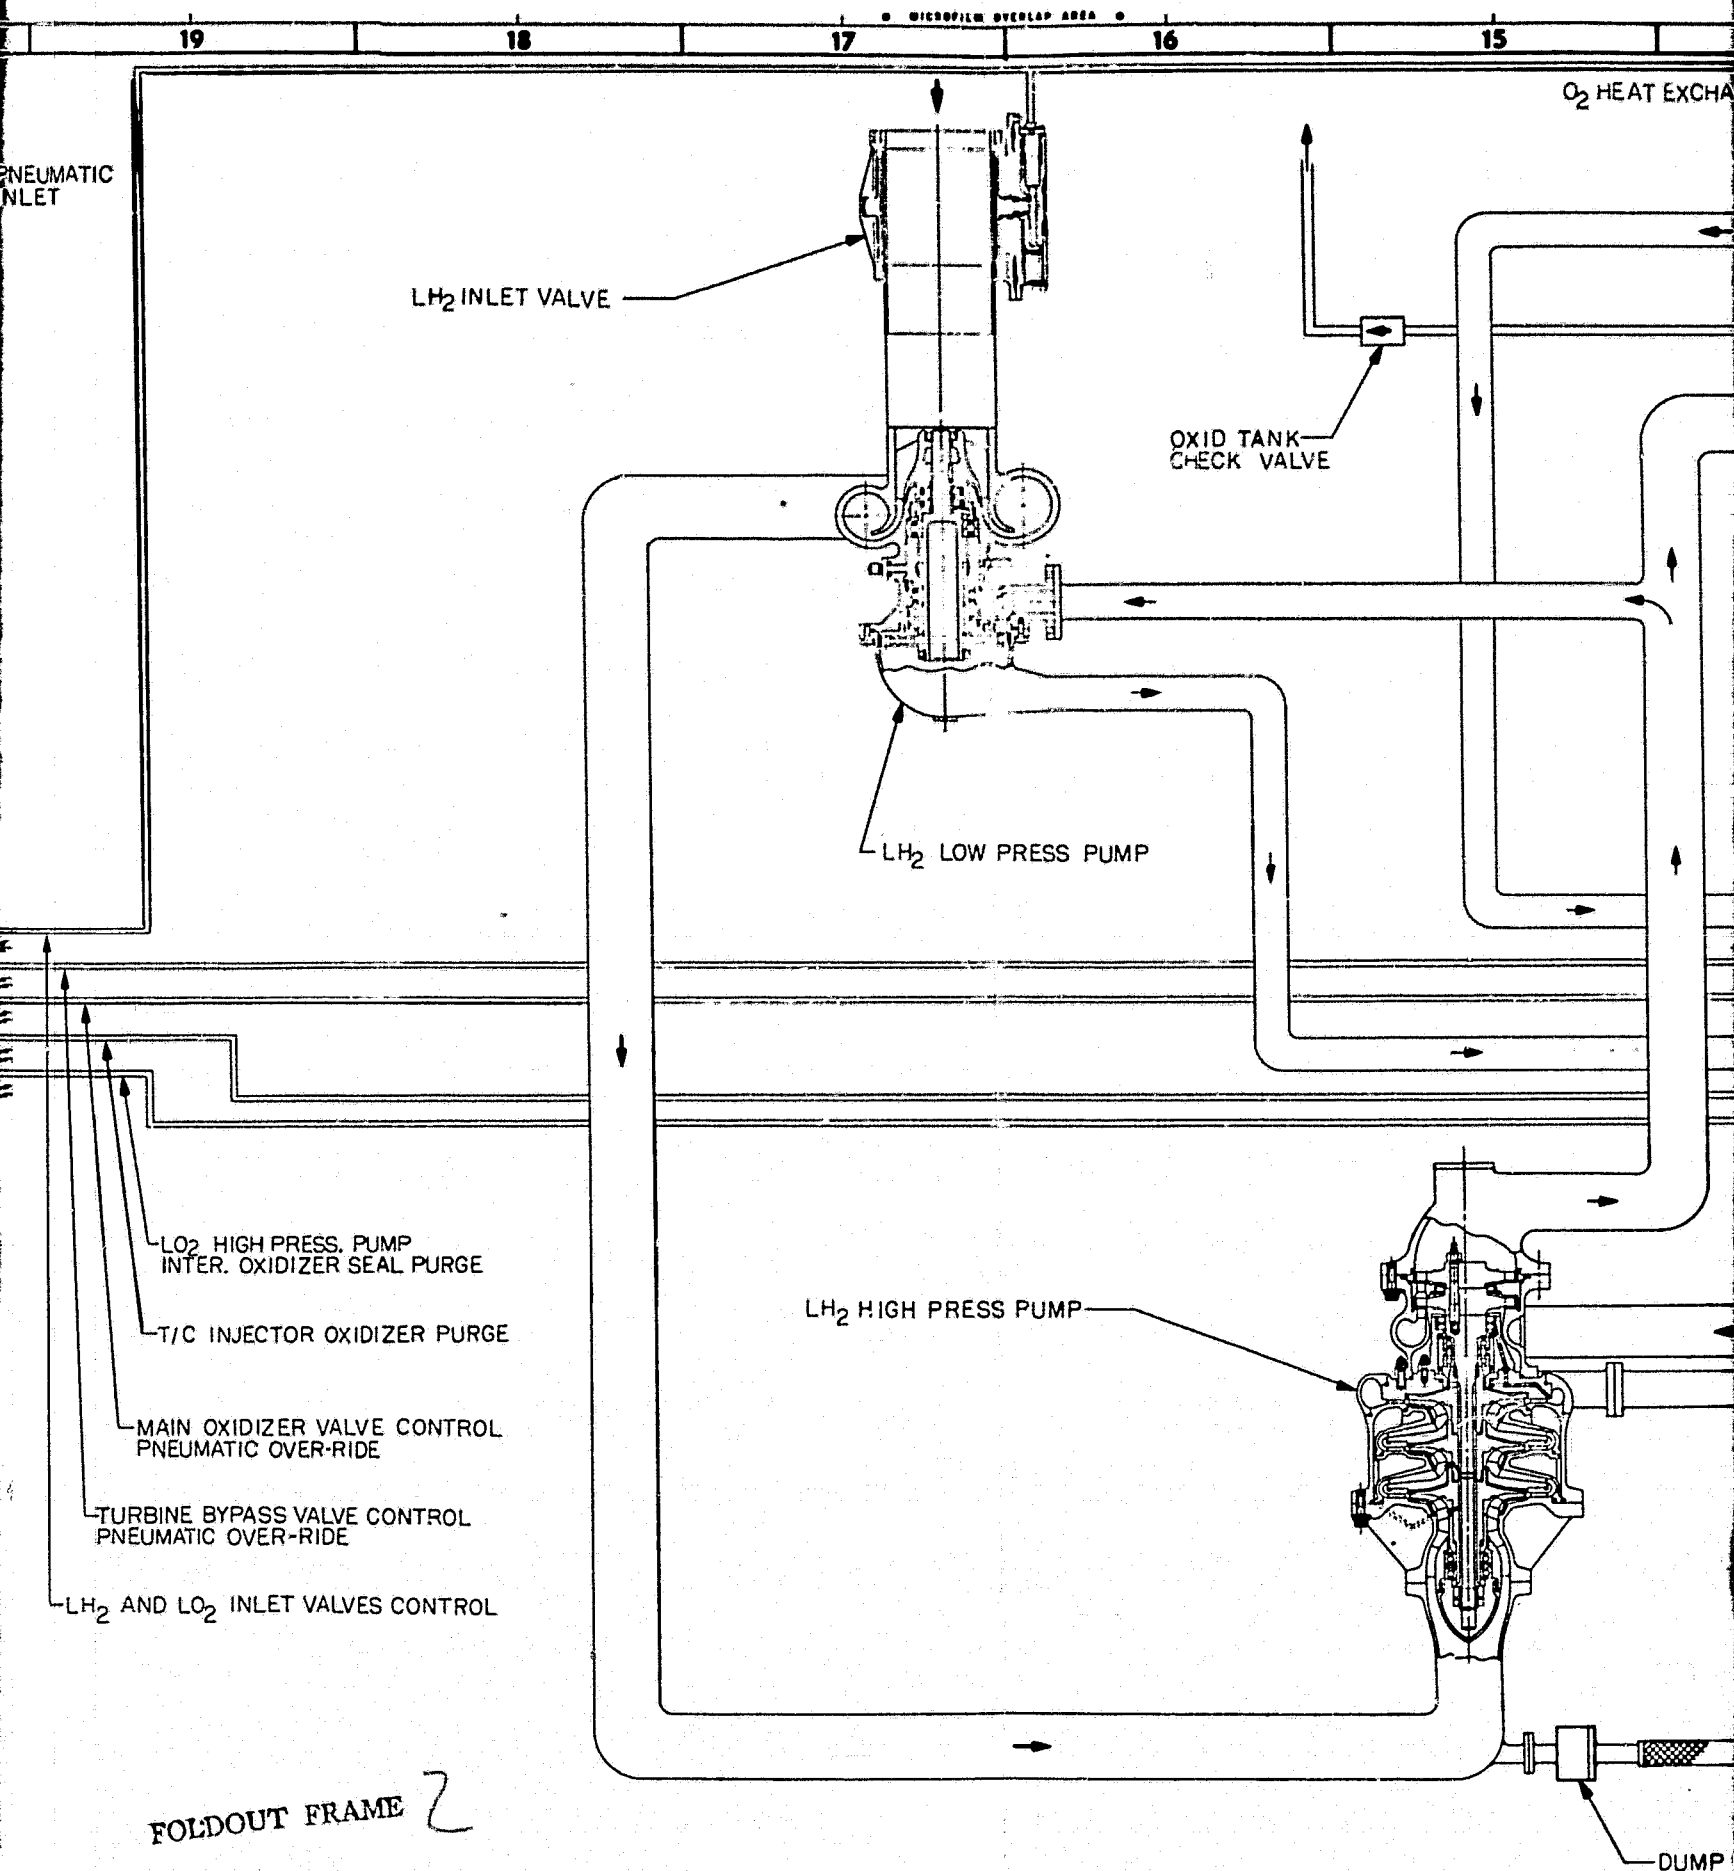 MICROFILM OVERLAP AREA
19 18 17 16 15
O2 HEAT EXCHA
PNEUMATIC
NLET
LH2 INLET VALVE
OXID TANK
CHECK VALVE
LH2 LOW PRESS PUMP
LO2 HIGH PRESS. PUMP
INTER. OXIDIZER SEAL PURGE
LH2 HIGH PRESS PUMP
T/C INJECTOR OXIDIZER PURGE
MAIN OXIDIZER VALVE CONTROL
PNEUMATIC OVER-RIDE
TURBINE BYPASS VALVE CONTROL
PNEUMATIC OVER-RIDE
LH2 AND LO2 INLET VALVES CONTROL
FOLDOUT FRAME 2
DUMP